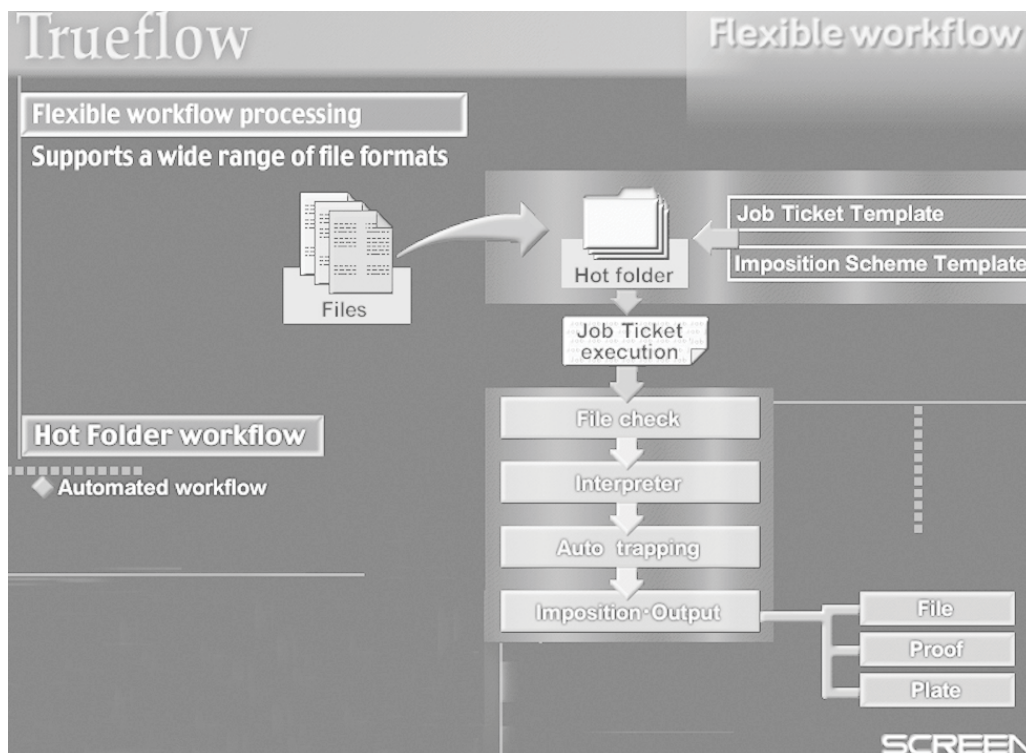 Trueflow
Flexible workflow
Flexible workflow processing
Supports a wide range of file formats
Files
Hot folder
Job Ticket Template
Imposition Scheme Template
Job Ticket
execution
File check
Hot Folder workflow
Automated workflow
Interpreter
Auto trapping
Imposition・Output
File
Proof
Plate
SCREEN